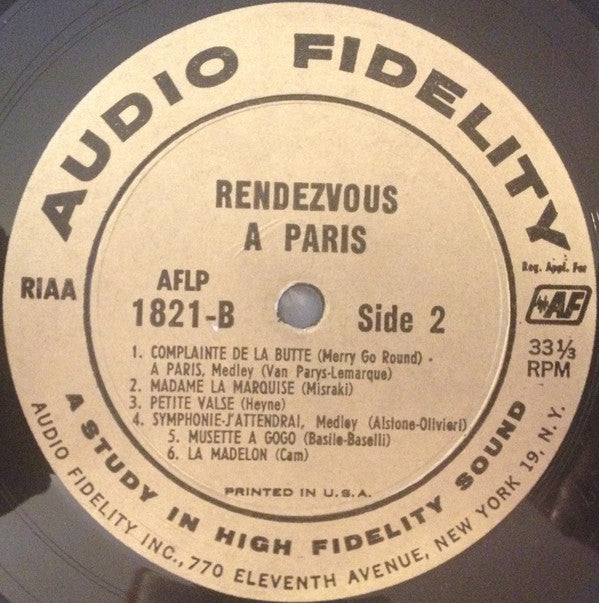 AUDIO FIDELITY
RENDEZVOUS
A PARIS
Reg. Appl. For
RIAA
AFLP
1821-B
Side 2
AF
33 1/3
RPM
1. COMPLAINTE DE LA BUTTE (Merry Go Round) -
A PARIS, Medley (Van Parys-Lemarque)
2. MADAME LA MARQUISE (Misraki)
3. PETITE VALSE (Heyne)
4. SYMPHONIE-J'ATTENDRAI, Medley (Alstone-Olivieri)
5. MUSETTE A GOGO (Basile-Baselli)
6. LA MADELON (Cam)
PRINTED IN U.S.A.
A STUDY IN HIGH FIDELITY SOUND
AUDIO FIDELITY INC., 770 ELEVENTH AVENUE, NEW YORK 19, N.Y.